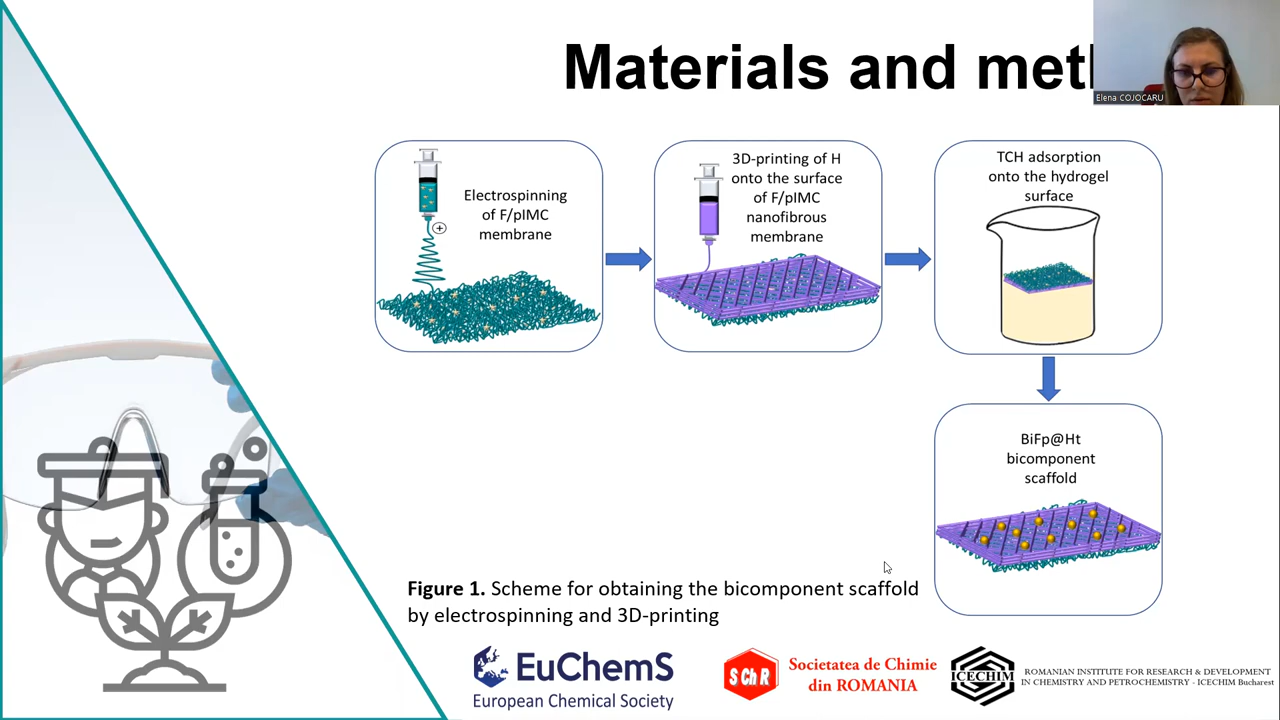 Materials and met
Elena COJOCARU
Electrospinning
of F/pIMC
membrane
3D-printing of H
onto the surface
of F/pIMC
nanofibrous
membrane
TCH adsorption
onto the hydrogel
surface
BiFp@Ht
bicomponent
scaffold
Figure 1. Scheme for obtaining the bicomponent scaffold
by electrospinning and 3D-printing
EuChemS
European Chemical Society
SChR
Societatea de Chimie
din ROMANIA
ICECHIM
ROMANIAN INSTITUTE FOR RESEARCH & DEVELOPMENT
IN CHEMISTRY AND PETROCHEMISTRY - ICECHIM Bucharest